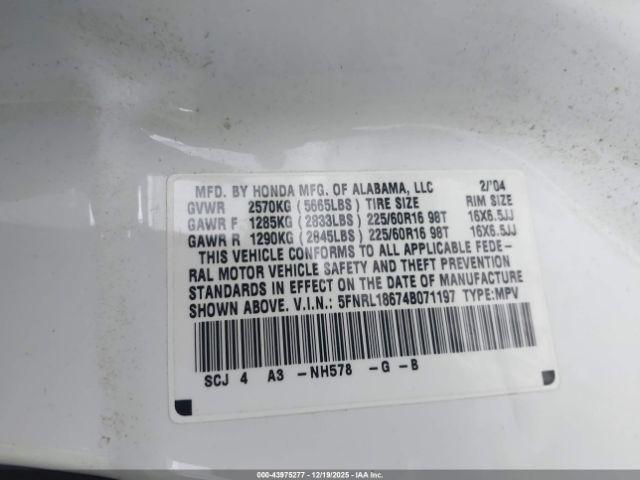 MFD. BY HONDA MFG. OF ALABAMA, LLC 2/'04
GVWR 2570KG (5665LBS) TIRE SIZE RIM SIZE
GAWR F 1285KG (2833LBS) 225/60R16 98T 16X6.5JJ
GAWR R 1290KG (2845LBS) 225/60R16 98T 16X6.5JJ
THIS VEHICLE CONFORMS TO ALL APPLICABLE FEDE-
RAL MOTOR VEHICLE SAFETY AND THEFT PREVENTION
STANDARDS IN EFFECT ON THE DATE OF MANUFACTURE
SHOWN ABOVE. V.I.N.: 5FNRL18674B071197 TYPE:MPV
SCJ 4 A3 -NH578 -G -B
000-43975277 - 12/19/2025 - IAAI.COM